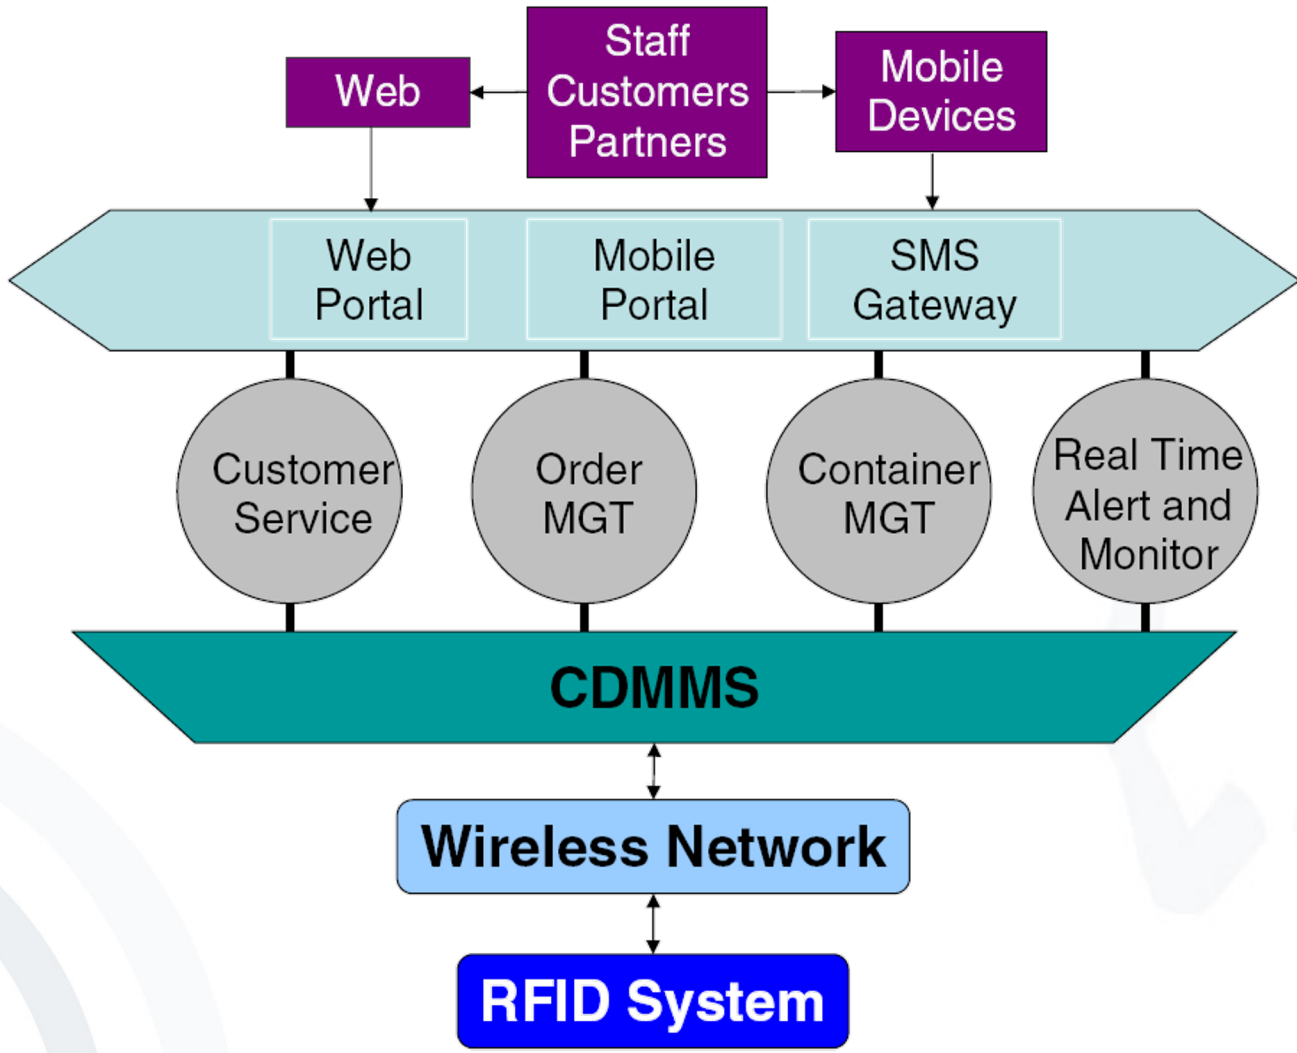 Staff
Customers
Partners
Web
Mobile
Devices
Web
Portal
Mobile
Portal
SMS
Gateway
Customer
Service
Order
MGT
Container
MGT
Real Time
Alert and
Monitor
CDMMS
Wireless Network
RFID System